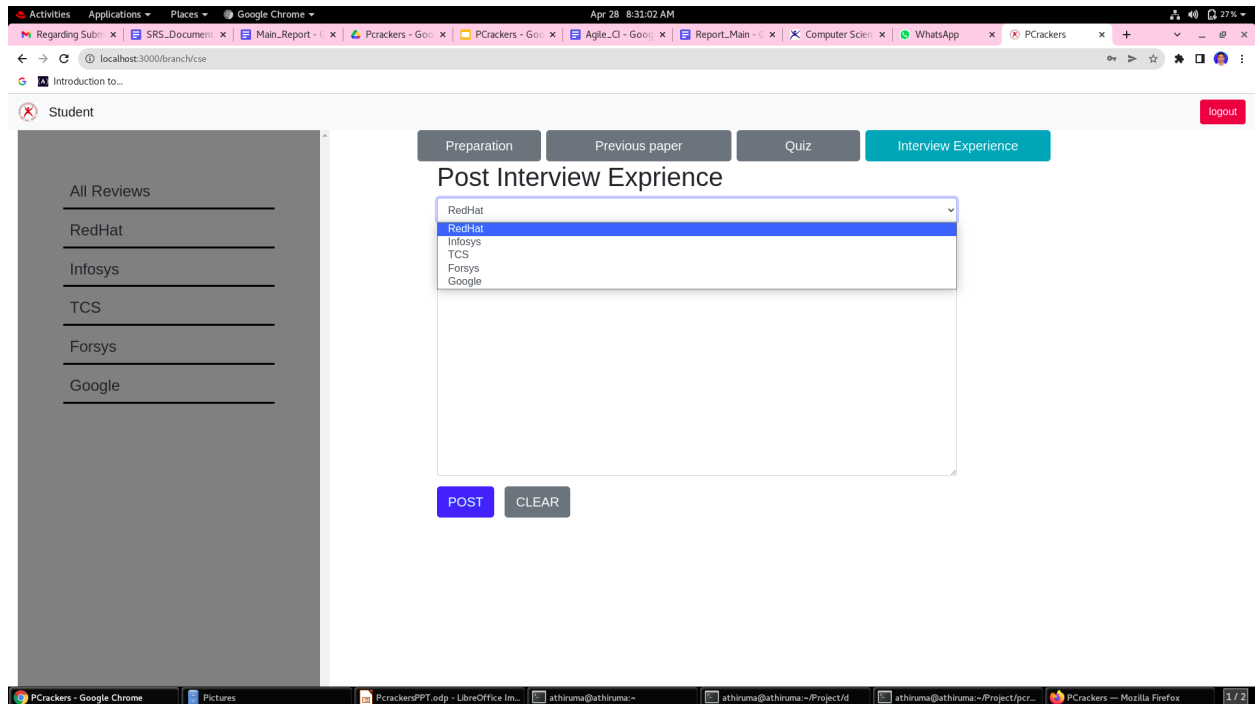 Activities Applications Places Google Chrome Apr 28 8:31:02 AM 27%
Regarding Subm SRS_Document Main_Report - G Pcrackers - Goo PCrackers - Goo Agile_CI - Goog Report_Main - G Computer Scien WhatsApp PCrackers
localhost:3000/branch/cse
G Introduction to...
Student logout
Preparation Previous paper Quiz Interview Experience
Post Interview Exprience
All Reviews
RedHat
Infosys
TCS
Forsys
Google
RedHat
RedHat
Infosys
TCS
Forsys
Google
POST CLEAR
PCrackers - Google Chrome Pictures PcrackersPPT.odp - LibreOffice Im... athiruma@athiruma:~ athiruma@athiruma:~/Project/d athiruma@athiruma:~/Project/pcr... PCrackers — Mozilla Firefox 1 / 2